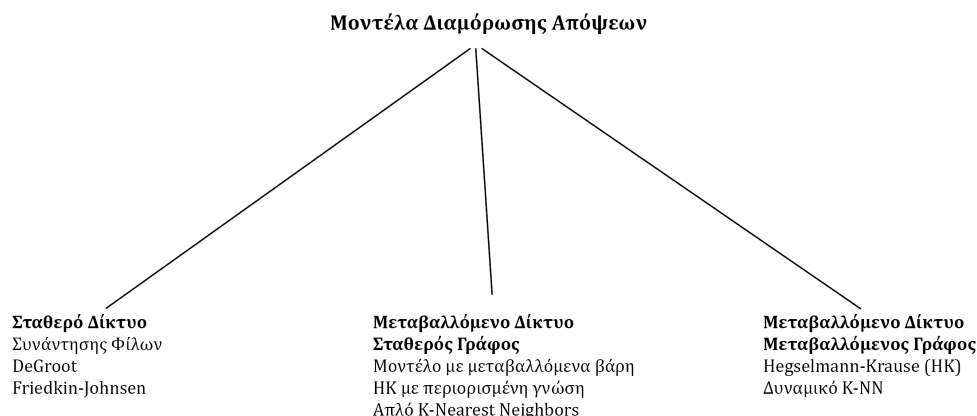 Μοντέλα Διαμόρωσης Απόψεων
Σταθερό Δίκτυο
Συνάντησης Φίλων
DeGroot
Friedkin-Johnsen
Μεταβαλλόμενο Δίκτυο
Σταθερός Γράφος
Μοντέλο με μεταβαλλόμενα βάρη
HK με περιορισμένη γνώση
Απλό K-Nearest Neighbors
Μεταβαλλόμενο Δίκτυο
Μεταβαλλόμενος Γράφος
Hegselmann-Krause (HK)
Δυναμικό K-NN